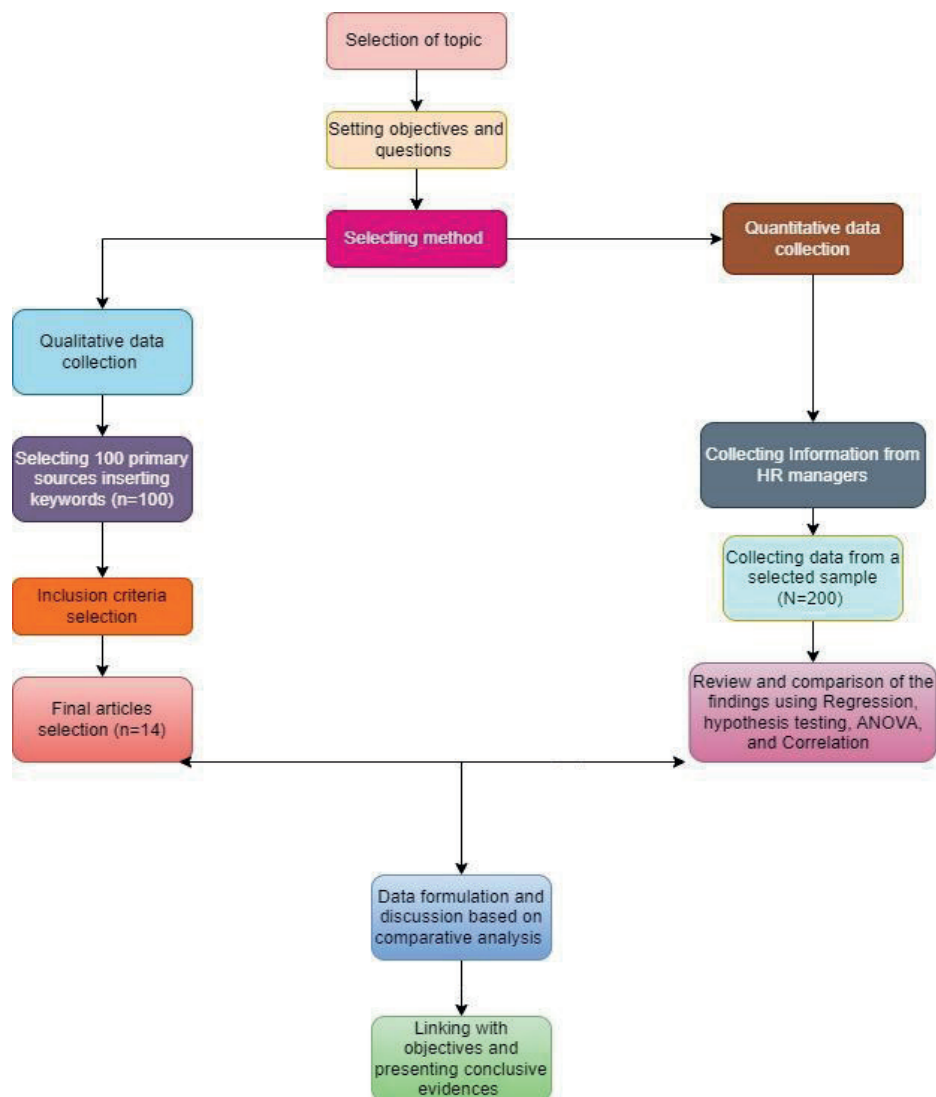 Selection of topic
Setting objectives and
questions
Selecting method
Quantitative data
collection
Qualitative data
collection
Selecting 100 primary
sources inserting
keywords (n=100)
Collecting Information from
HR managers
Inclusion criteria
selection
Collecting data from a
selected sample
(N=200)
Final articles
selection (n=14)
Review and comparison of the
findings using Regression,
hypothesis testing, ANOVA,
and Correlation
Data formulation and
discussion based on
comparative analysis
Linking with
objectives and
presenting conclusive
evidences